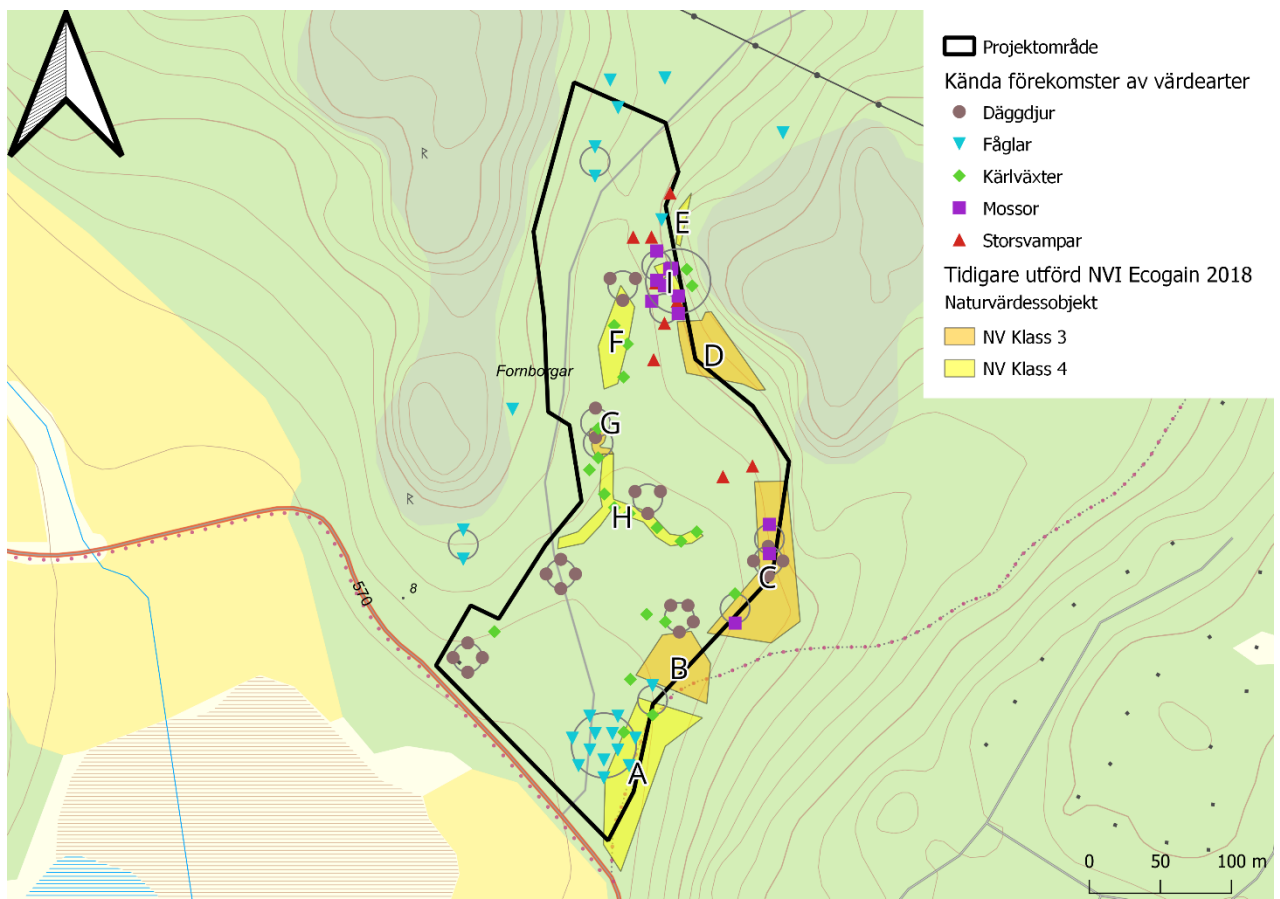 Projektområde
Kända förekomster av värdearter
Däggdjur
Fåglar
Kärlväxter
Mossor
Storsvampar
Tidigare utförd NVI Ecogain 2018
Naturvärdessobjekt
NV Klass 3
NV Klass 4
R
E
I
F
D
Fornborgar
G
R
H
570
8
C
B
A
0 50 100 m